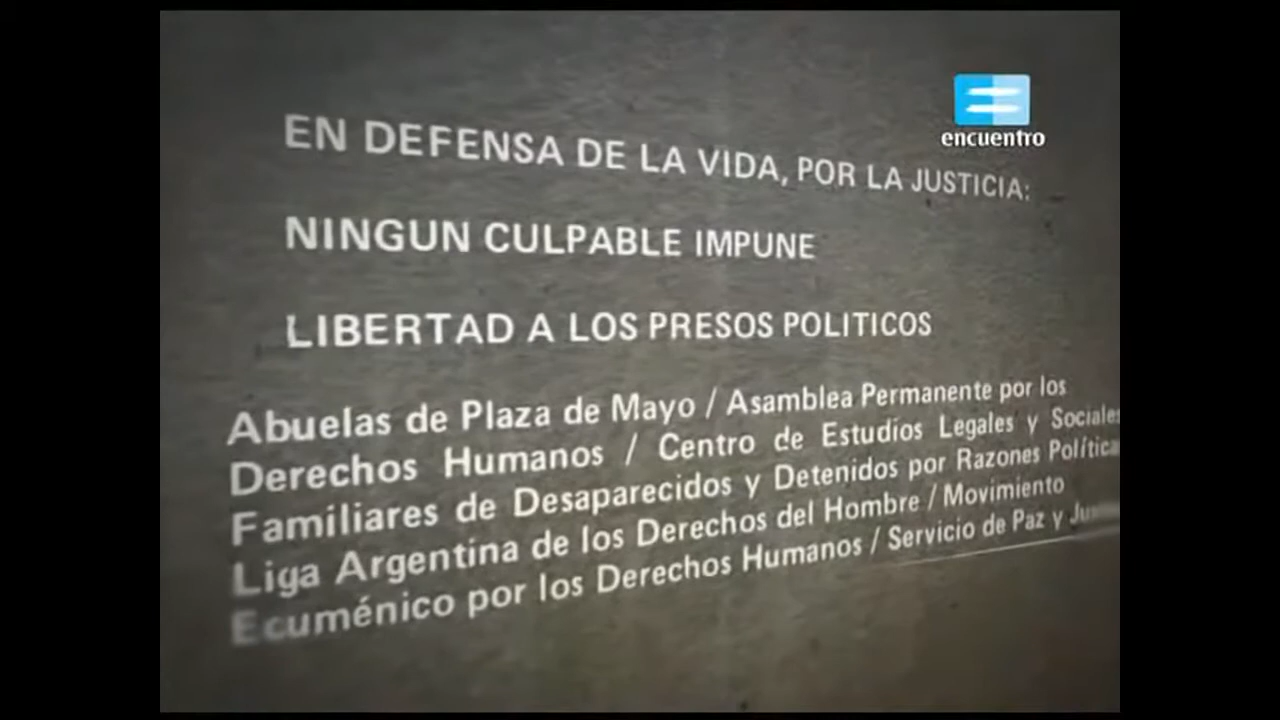 encuentro
EN DEFENSA DE LA VIDA, POR LA JUSTICIA:
NINGUN CULPABLE IMPUNE
LIBERTAD A LOS PRESOS POLITICOS
Abuelas de Plaza de Mayo / Asamblea Permanente por los
Derechos Humanos / Centro de Estudios Legales y Sociales
Familiares de Desaparecidos y Detenidos por Razones
Liga Argentina de los Derechos del Hombre / Movimiento
Ecuménico por los Derechos Humanos / Servicio de Paz y